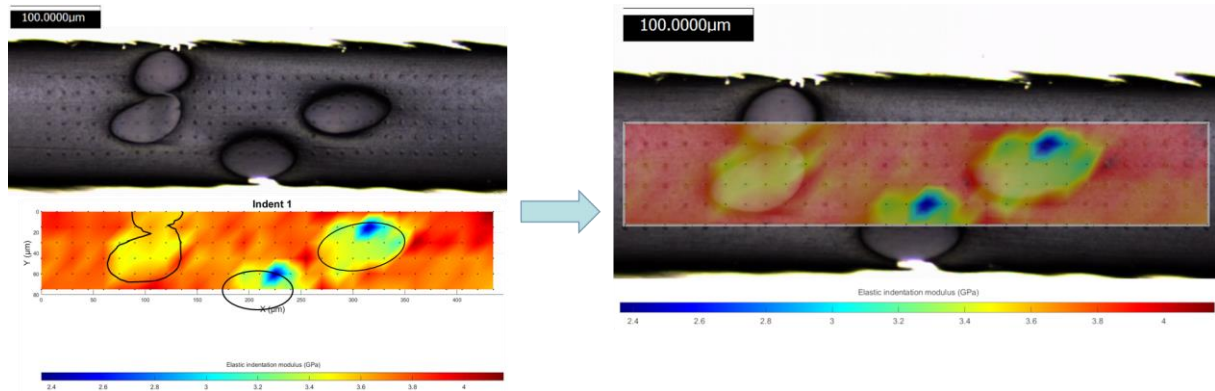 100.0000µm
Indent 1
Y (µm)
0
20
40
60
80
0 50 100 150 200 250 300 350 400
X (µm)
Elastic indentation modulus (GPa)
2.4 2.6 2.8 3 3.2 3.4 3.6 3.8 4
100.0000µm
Elastic indentation modulus (GPa)
2.4 2.6 2.8 3 3.2 3.4 3.6 3.8 4